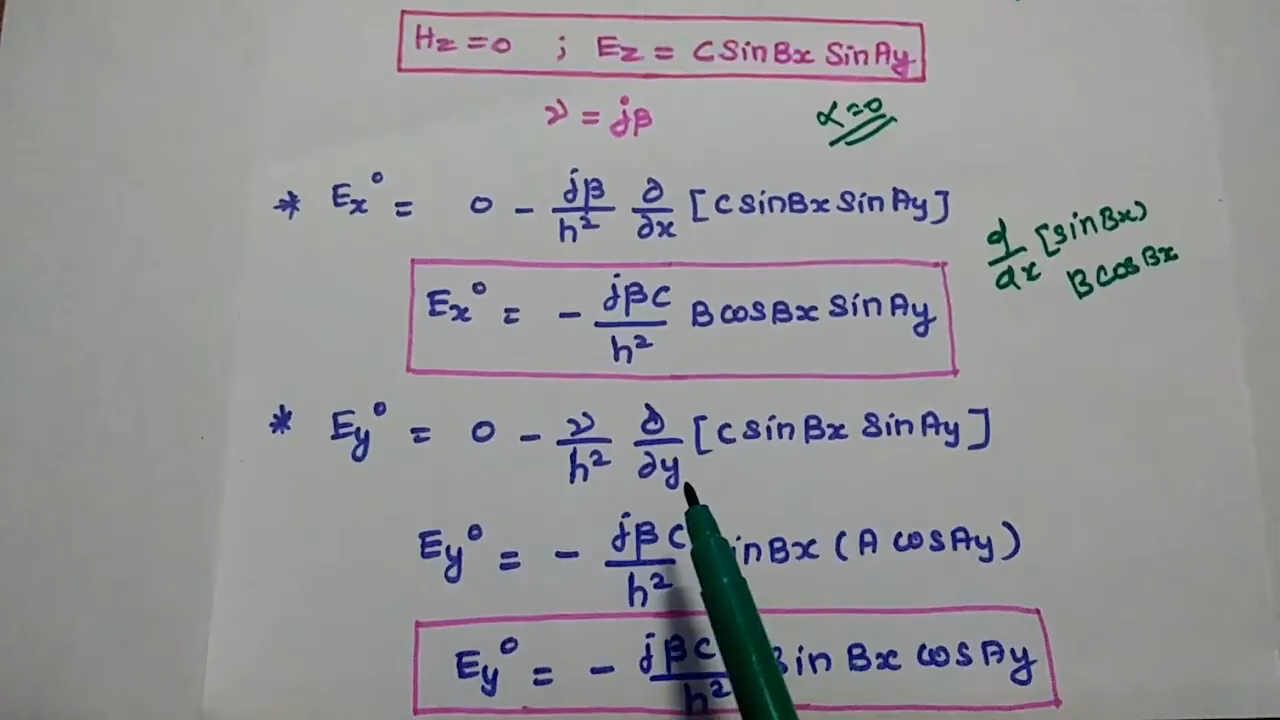 Hz = 0 ; Ez = C Sin Bx Sin Ay
ν = jβ α = 0
* Ex° = 0 - jβ/h² ∂/∂x [C Sin Bx Sin Ay]
d/dx [Sin Bx)
B cos Bx
Ex° = - jβC/h² B cos Bx Sin Ay
* Ey° = 0 - ν/h² ∂/∂y [C Sin Bx Sin Ay]
Ey° = - jβC/h² in Bx (A cos Ay)
Ey° = - jβC/h² Sin Bx cos Ay